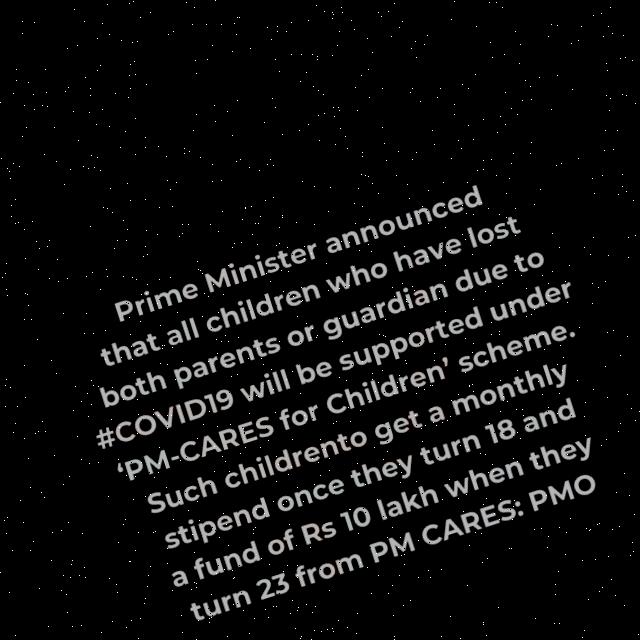 Prime Minister announced
that all children who have lost
both parents or guardian due to
#COVID19 will be supported under
‘PM-CARES for Children’ scheme.
Such childrento get a monthly
stipend once they turn 18 and
a fund of Rs 10 lakh when they
turn 23 from PM CARES: PMO